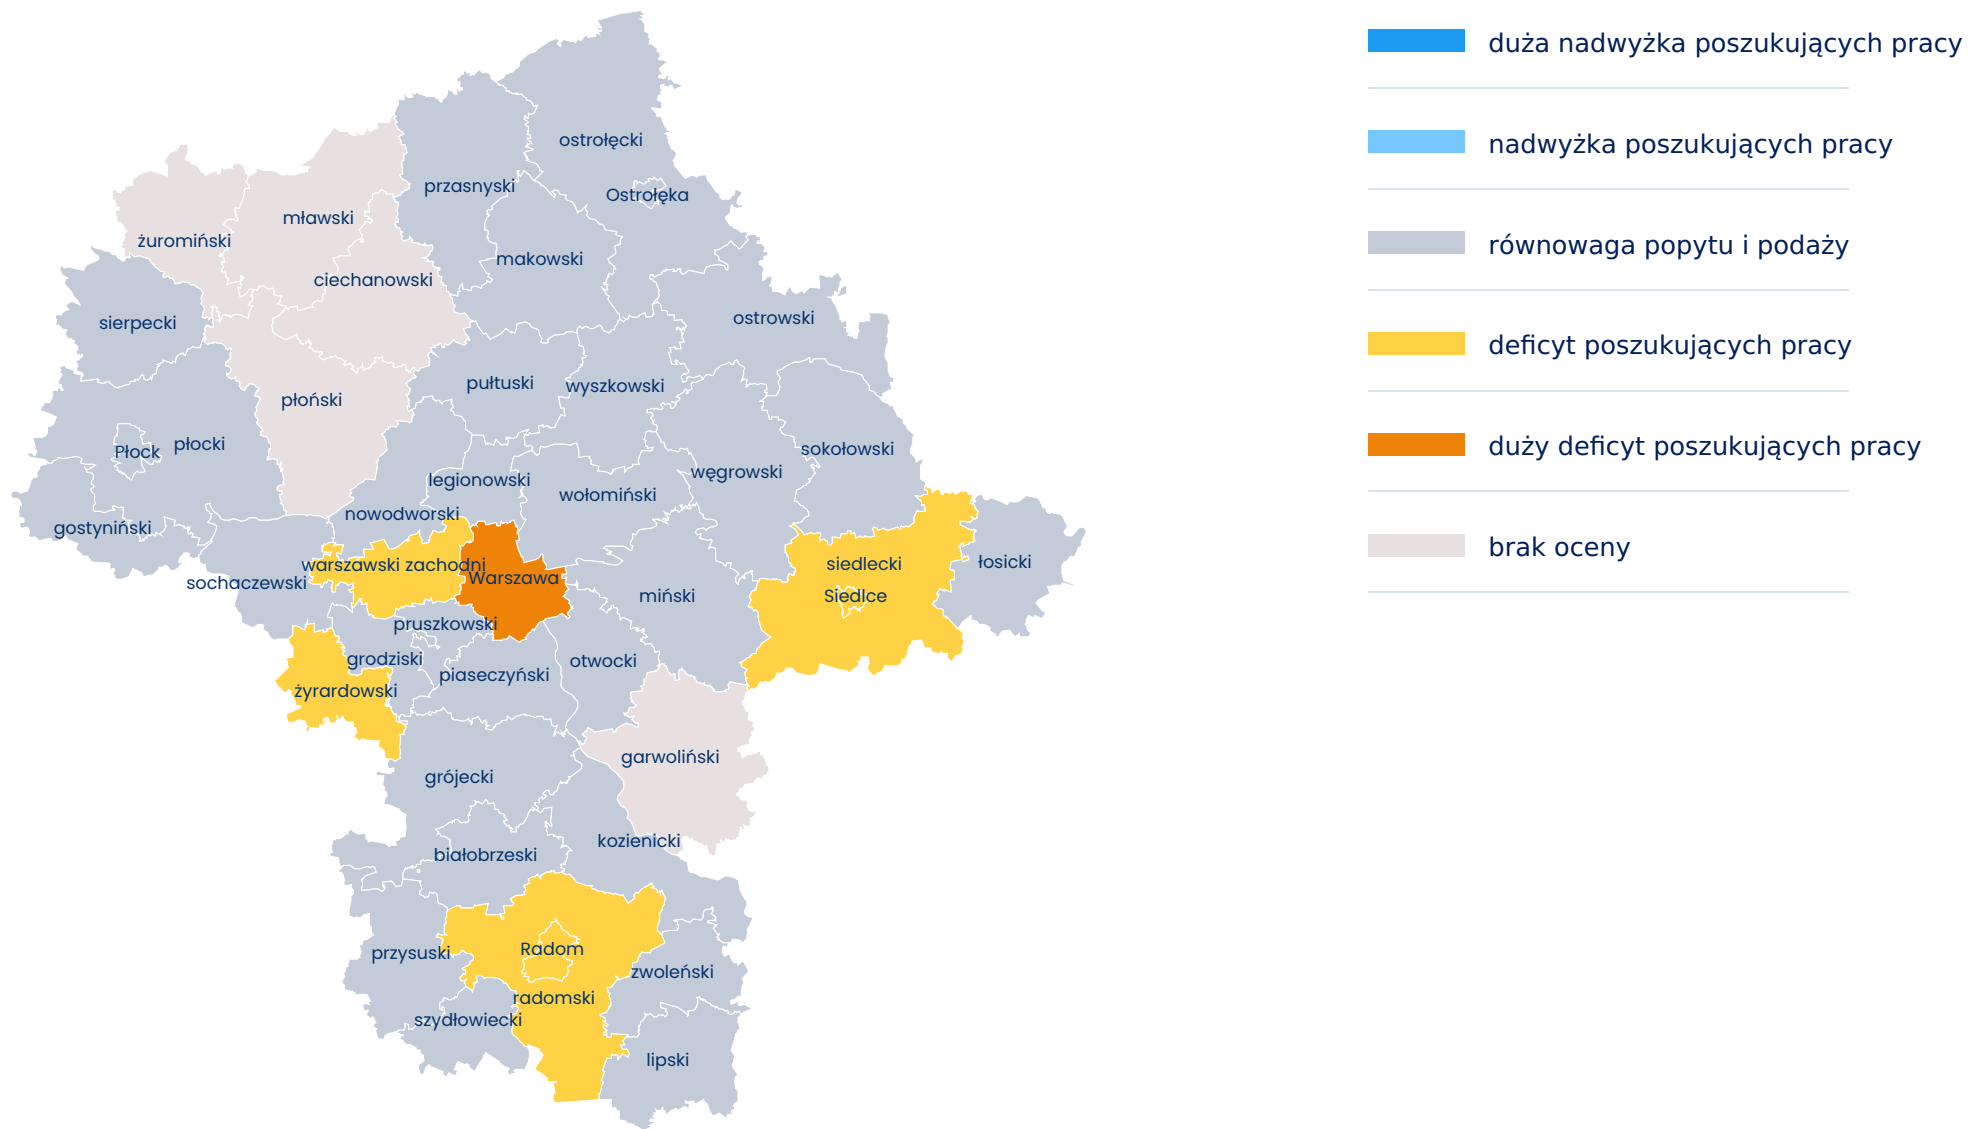 duża nadwyżka poszukujących pracy
nadwyżka poszukujących pracy
równowaga popytu i podaży
deficyt poszukujących pracy
duży deficyt poszukujących pracy
brak oceny
ostrołęcki
przasnyski
Ostrołęka
mławski
żuromiński
makowski
ciechanowski
ostrowski
sierpecki
pułtuski
wyszkowski
płoński
płocki
Płock
sokołowski
węgrowski
legionowski
wołomiński
nowodworski
gostyniński
łosicki
siedlecki
warszawski zachodni
Warszawa
sochaczewski
miński
Siedlce
pruszkowski
grodziski
otwocki
piaseczyński
żyrardowski
garwoliński
grójecki
kozienicki
białobrzeski
Radom
przysuski
zwoleński
radomski
szydłowiecki
lipski